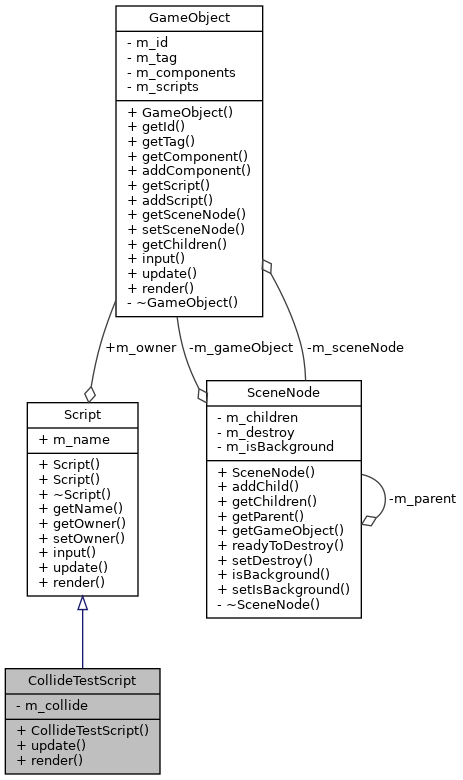 GameObject
- m_id
- m_tag
- m_components
- m_scripts
+ GameObject()
+ getId()
+ getTag()
+ getComponent()
+ addComponent()
+ getScript()
+ addScript()
+ getSceneNode()
+ setSceneNode()
+ getChildren()
+ input()
+ update()
+ render()
- ~GameObject()
+m_owner
-m_gameObject
-m_sceneNode
SceneNode
- m_children
- m_destroy
- m_isBackground
+ SceneNode()
+ addChild()
+ getChildren()
+ getParent()
+ getGameObject()
+ readyToDestroy()
+ setDestroy()
+ isBackground()
+ setIsBackground()
- ~SceneNode()
-m_parent
Script
+ m_name
+ Script()
+ Script()
+ ~Script()
+ getName()
+ getOwner()
+ setOwner()
+ input()
+ update()
+ render()
CollideTestScript
- m_collide
+ CollideTestScript()
+ update()
+ render()